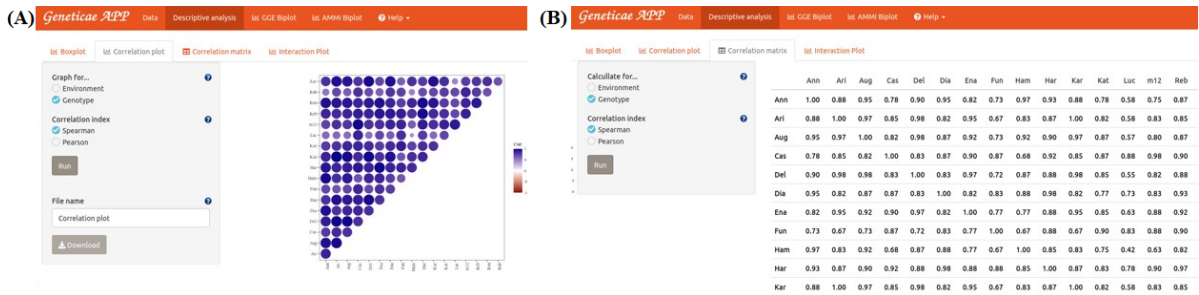 (A)
Geneticae APP Data Descriptive analysis GGE Biplot AMMI Biplot Help
Boxplot Correlation plot Correlation matrix Interaction Plot
Graph for...
Environment
Genotype
Correlation index
Spearman
Pearson
Run
File name
Correlation plot
Download
(B)
Geneticae APP Data Descriptive analysis GGE Biplot AMMI Biplot Help
Boxplot Correlation plot Correlation matrix Interaction Plot
Calcullate for...
Environment
Genotype
Correlation index
Spearman
Pearson
Run
Ann Ari Aug Cas Del Dia Ena Fun Ham Har Kar Kat Luc m12 Reb
Ann 1.00 0.88 0.95 0.78 0.90 0.95 0.82 0.73 0.97 0.93 0.88 0.78 0.58 0.75 0.87
Ari 0.88 1.00 0.97 0.85 0.98 0.82 0.95 0.67 0.83 0.87 1.00 0.82 0.58 0.83 0.85
Aug 0.95 0.97 1.00 0.82 0.98 0.87 0.92 0.73 0.92 0.90 0.97 0.87 0.57 0.80 0.87
Cas 0.78 0.85 0.82 1.00 0.83 0.87 0.90 0.87 0.68 0.92 0.85 0.87 0.88 0.98 0.90
Del 0.90 0.98 0.98 0.83 1.00 0.83 0.97 0.72 0.87 0.88 0.98 0.85 0.55 0.82 0.88
Dia 0.95 0.82 0.87 0.87 0.83 1.00 0.82 0.83 0.88 0.98 0.82 0.77 0.73 0.83 0.93
Ena 0.82 0.95 0.92 0.90 0.97 0.82 1.00 0.77 0.77 0.88 0.95 0.85 0.63 0.88 0.92
Fun 0.73 0.67 0.73 0.87 0.72 0.83 0.77 1.00 0.67 0.88 0.67 0.90 0.83 0.88 0.90
Ham 0.97 0.83 0.92 0.68 0.87 0.88 0.77 0.67 1.00 0.85 0.83 0.75 0.42 0.63 0.82
Har 0.93 0.87 0.90 0.92 0.88 0.98 0.88 0.88 0.85 1.00 0.87 0.83 0.78 0.90 0.97
Kar 0.88 1.00 0.97 0.85 0.98 0.82 0.95 0.67 0.83 0.87 1.00 0.82 0.58 0.83 0.85